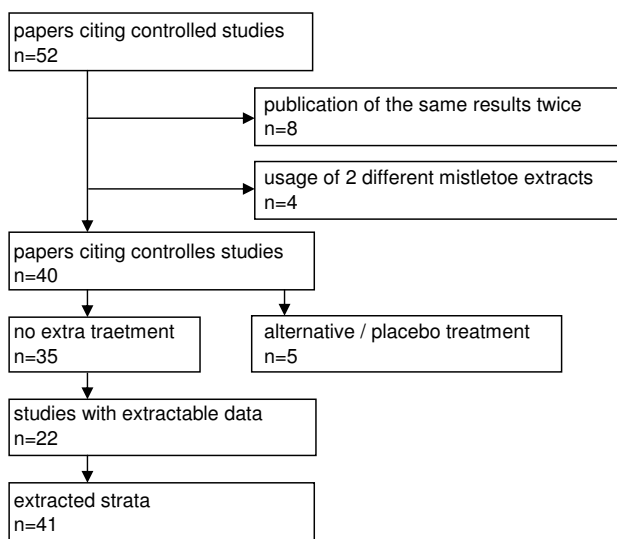 papers citing controlled studies
n=52
publication of the same results twice
n=8
usage of 2 different mistletoe extracts
n=4
papers citing controlles studies
n=40
no extra traetment
n=35
alternative / placebo treatment
n=5
studies with extractable data
n=22
extracted strata
n=41